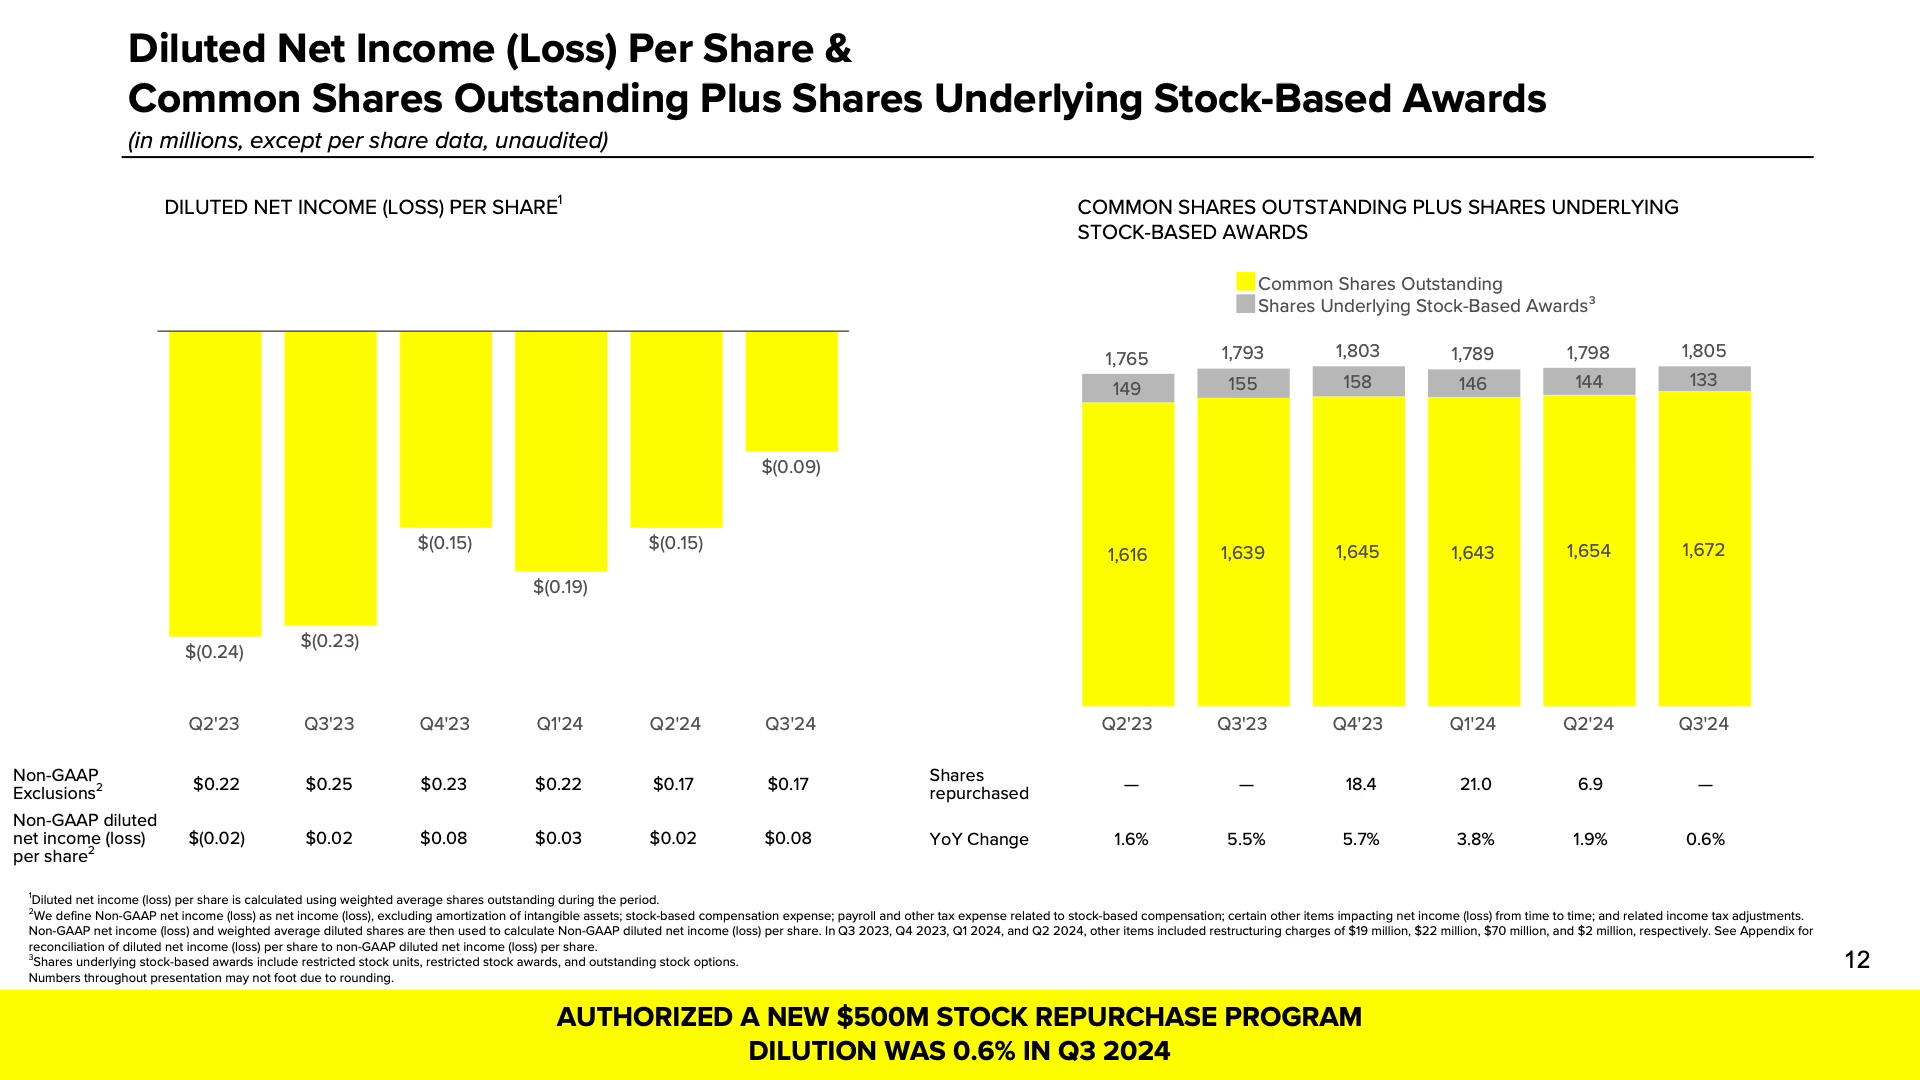 Diluted Net Income (Loss) Per Share &
Common Shares Outstanding Plus Shares Underlying Stock-Based Awards
(in millions, except per share data, unaudited)
DILUTED NET INCOME (LOSS) PER SHARE¹
$(0.24)
$(0.23)
$(0.15)
$(0.19)
$(0.15)
$(0.09)
Q2'23 Q3'23 Q4'23 Q1'24 Q2'24 Q3'24
Non-GAAP
Exclusions²
$0.22 $0.25 $0.23 $0.22 $0.17 $0.17
Non-GAAP diluted
net income (loss)
per share²
$(0.02) $0.02 $0.08 $0.03 $0.02 $0.08
COMMON SHARES OUTSTANDING PLUS SHARES UNDERLYING
STOCK-BASED AWARDS
Common Shares Outstanding
Shares Underlying Stock-Based Awards³
1,765 1,793 1,803 1,789 1,798 1,805
149 155 158 146 144 133
1,616 1,639 1,645 1,643 1,654 1,672
Q2'23 Q3'23 Q4'23 Q1'24 Q2'24 Q3'24
Shares
repurchased
— — 18.4 21.0 6.9 —
YoY Change 1.6% 5.5% 5.7% 3.8% 1.9% 0.6%
¹Diluted net income (loss) per share is calculated using weighted average shares outstanding during the period.
²We define Non-GAAP net income (loss) as net income (loss), excluding amortization of intangible assets; stock-based compensation expense; payroll and other tax expense related to stock-based compensation; certain other items impacting net income (loss) from time to time; and related income tax adjustments.
Non-GAAP net income (loss) and weighted average diluted shares are then used to calculate Non-GAAP diluted net income (loss) per share. In Q3 2023, Q4 2023, Q1 2024, and Q2 2024, other items included restructuring charges of $19 million, $22 million, $70 million, and $2 million, respectively. See Appendix for
reconciliation of diluted net income (loss) per share to non-GAAP diluted net income (loss) per share.
³Shares underlying stock-based awards include restricted stock units, restricted stock awards, and outstanding stock options.
Numbers throughout presentation may not foot due to rounding.
12
AUTHORIZED A NEW $500M STOCK REPURCHASE PROGRAM
DILUTION WAS 0.6% IN Q3 2024